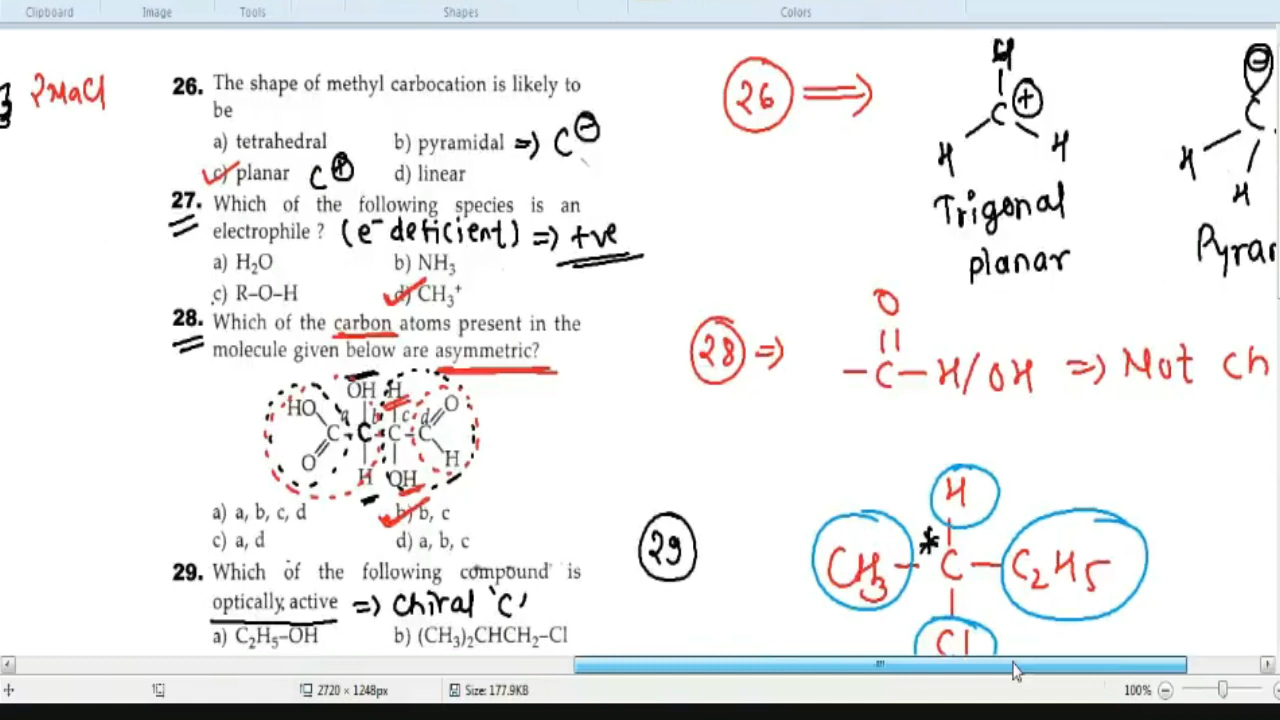 Clipboard Image Tools Shapes Colors
26. The shape of methyl carbocation is likely to
be
a) tetrahedral b) pyramidal => C⊖
c) planar C⊕ d) linear
27. Which of the following species is an
electrophile ? (e⁻ deficient) => +ve
a) H₂O b) NH₃
c) R–O–H d) CH₃⁺
28. Which of the carbon atoms present in the
molecule given below are asymmetric?
OH H
HO a b c d O
C C C C
O H
H OH
a) a, b, c, d b) b, c
c) a, d d) a, b, c
29. Which of the following compound is
optically active => chiral 'C'
a) C₂H₅–OH b) (CH₃)₂CHCH₂–Cl
26 =>
H
C ⊕
H H
Trigonal
planar
⊖
C
H
H
Pyra
O
28 => –C–H/OH => Not Ch
29
H
CH₃–*C–C₂H₅
Cl
2720 × 1248px Size: 177.9KB 100%